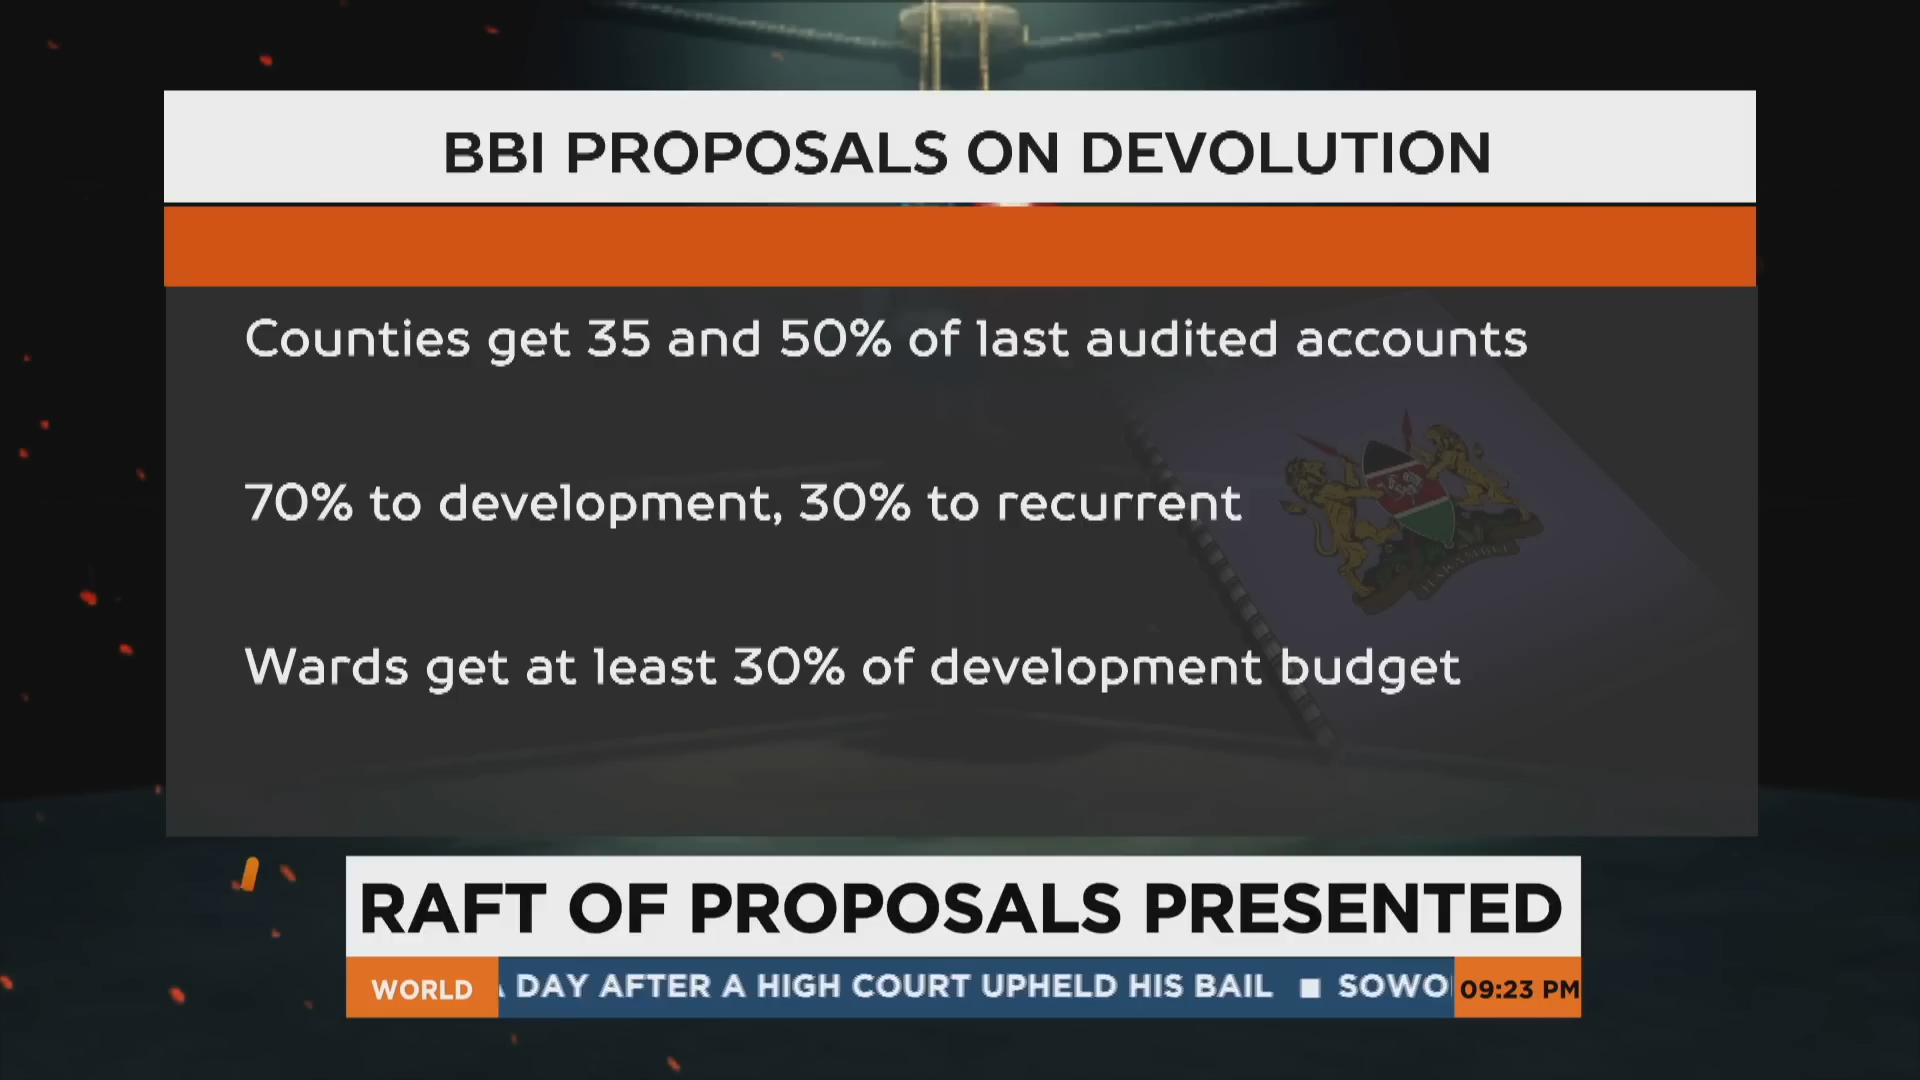 BBI PROPOSALS ON DEVOLUTION
Counties get 35 and 50% of last audited accounts
70% to development, 30% to recurrent
HARAMBEE
Wards get at least 30% of development budget
RAFT OF PROPOSALS PRESENTED
WORLD
DAY AFTER A HIGH COURT UPHELD HIS BAIL ■ SOWO
09:23 PM